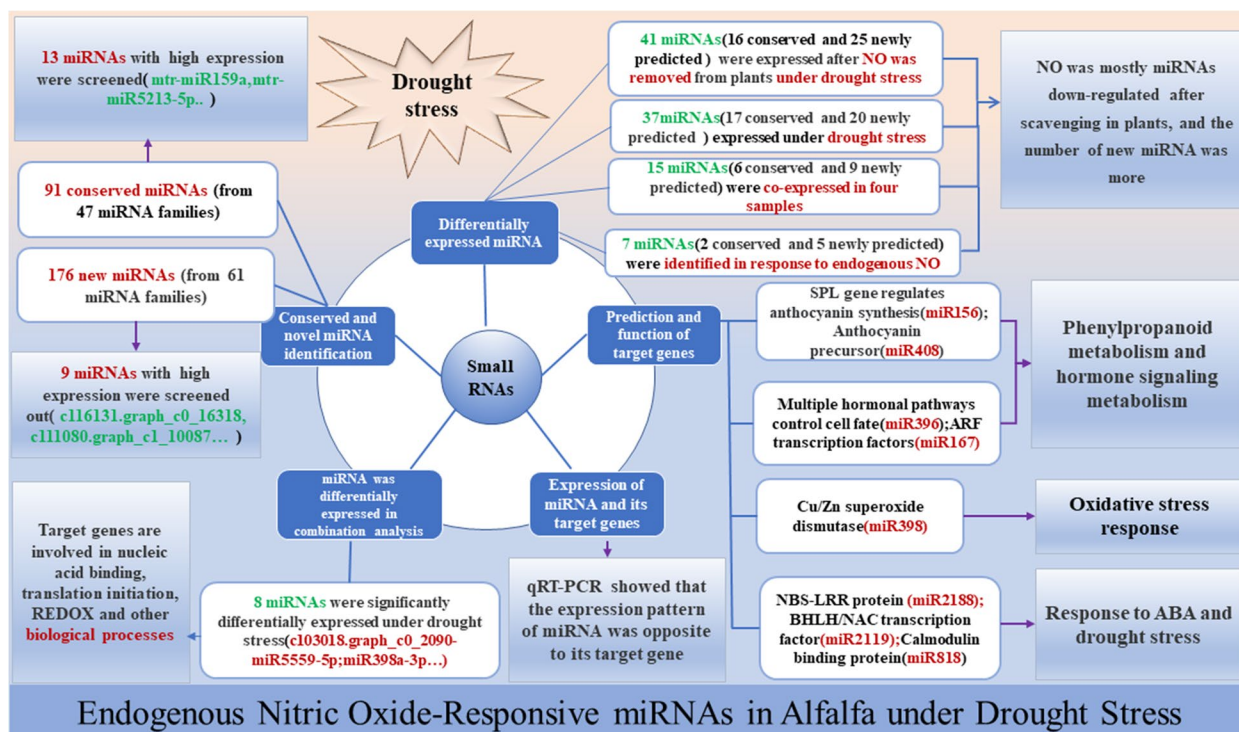 13 miRNAs with high expression
were screened( mtr-miR159a,mtr-
miR5213-5p.. )
91 conserved miRNAs (from
47 miRNA families)
176 new miRNAs (from 61
miRNA families)
9 miRNAs with high
expression were screened
out( c116131.graph_c0_16318,
c111080.graph_c1_10087… )
Drought
stress
41 miRNAs(16 conserved and 25 newly
predicted ) were expressed after NO was
removed from plants under drought stress
37miRNAs(17 conserved and 20 newly
predicted ) expressed under drought stress
15 miRNAs(6 conserved and 9 newly
predicted) were co-expressed in four
samples
7 miRNAs(2 conserved and 5 newly predicted)
were identified in response to endogenous NO
NO was mostly miRNAs
down-regulated after
scavenging in plants, and the
number of new miRNA was
more
Differentially
expressed miRNA
Conserved and
novel miRNA
identification
Prediction and
function of
target genes
Small
RNAs
miRNA was
differentially
expressed in
combination analysis
Expression of
miRNA and its
target genes
SPL gene regulates
anthocyanin synthesis(miR156);
Anthocyanin
precursor(miR408)
Multiple hormonal pathways
control cell fate(miR396);ARF
transcription factors(miR167)
Phenylpropanoid
metabolism and
hormone signaling
metabolism
Cu/Zn superoxide
dismutase(miR398)
Oxidative stress
response
NBS-LRR protein (miR2188);
BHLH/NAC transcription
factor(miR2119);Calmodulin
binding protein(miR818)
Response to ABA and
drought stress
Target genes are
involved in nucleic
acid binding,
translation initiation,
REDOX and other
biological processes
8 miRNAs were significantly
differentially expressed under drought
stress(c103018.graph_c0_2090-
miR5559-5p;miR398a-3p…)
qRT-PCR showed that
the expression pattern
of miRNA was opposite
to its target gene
Endogenous Nitric Oxide-Responsive miRNAs in Alfalfa under Drought Stress